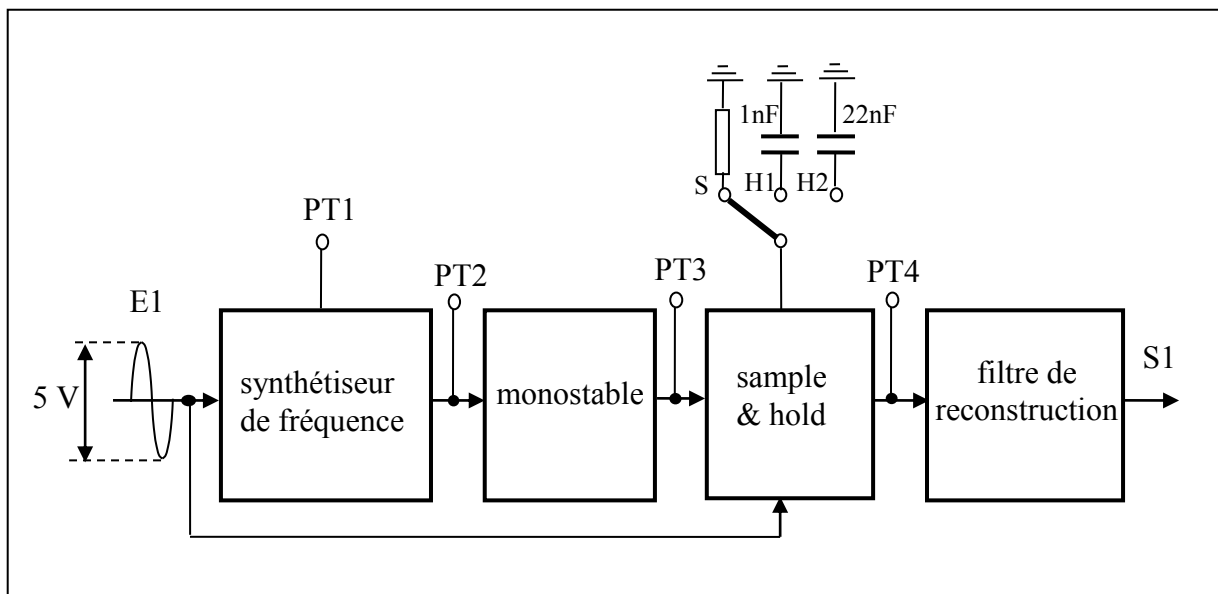 1nF
22nF
S
H1
H2
PT1
PT2
PT3
PT4
E1
5 V
synthétiseur
de fréquence
monostable
sample
& hold
filtre de
reconstruction
S1